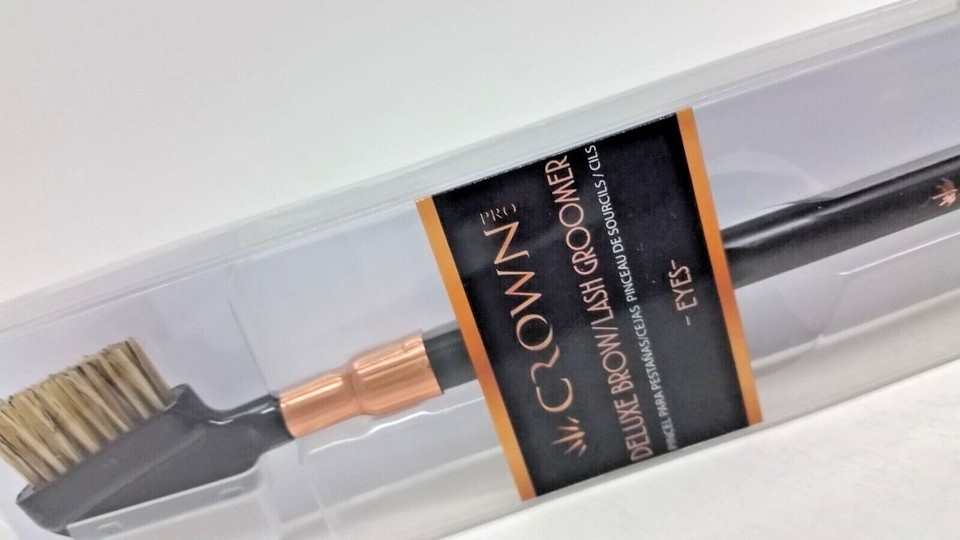 CROWN PRO
DELUXE BROW/LASH GROOMER
PINCEL PARA PESTAÑAS/CEJAS PINCEAU DE SOURCILS / CILS
- EYES-